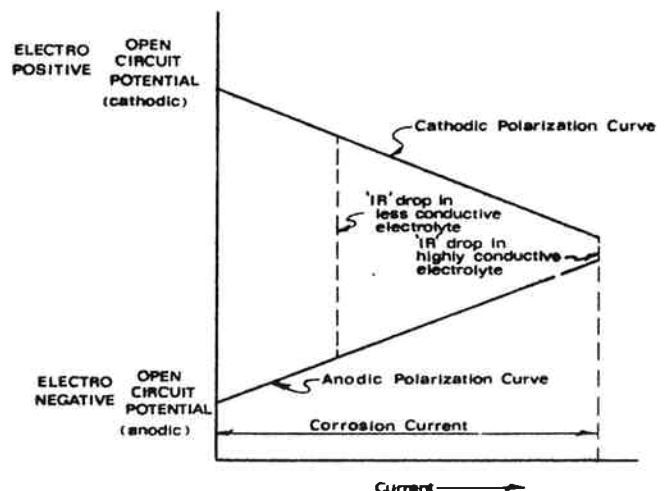 ELECTRO
POSITIVE
OPEN
CIRCUIT
POTENTIAL
(cathodic)
Cathodic Polarization Curve
'IR' drop in
less conductive
electrolyte
'IR' drop in
highly conductive
electrolyte
Anodic Polarization Curve
ELECTRO
NEGATIVE
OPEN
CIRCUIT
POTENTIAL
(anodic)
Corrosion Current
Current